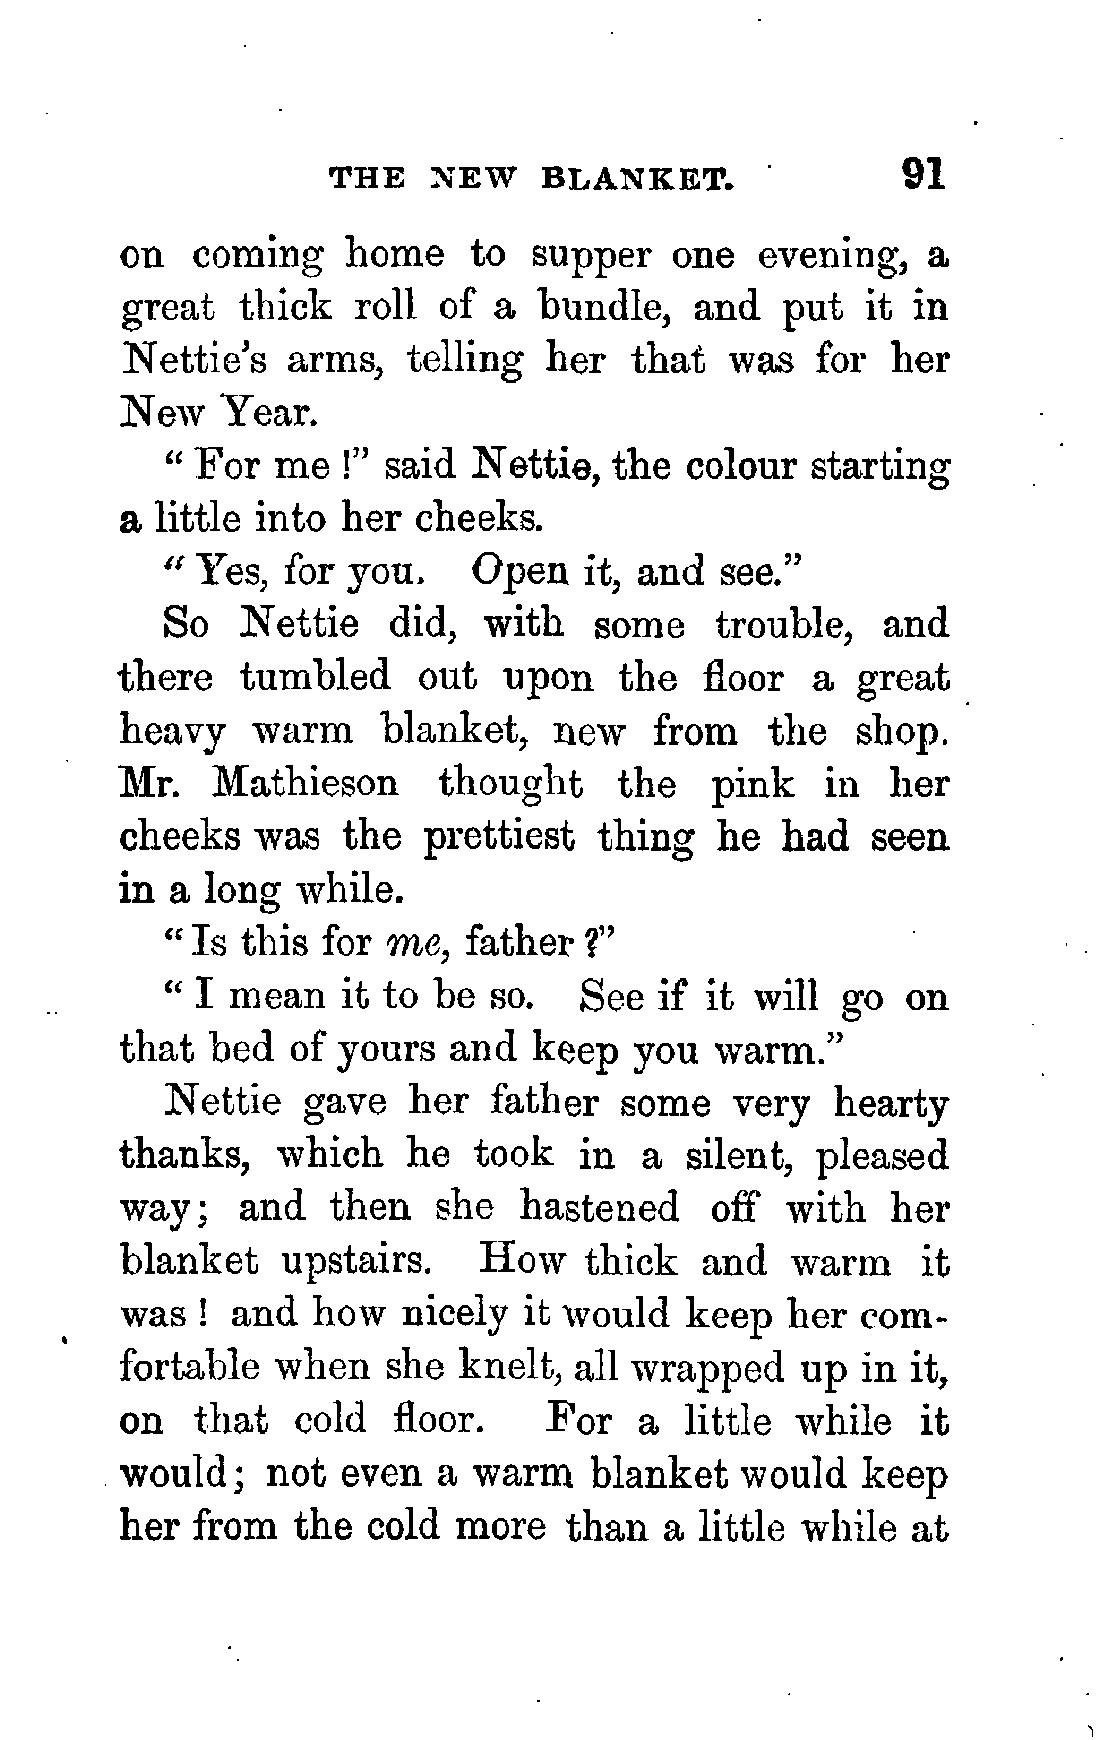 THE NEW BLANKET. 91
on coming home to supper one evening, a
great thick roll of a bundle, and put it in
Nettie's arms, telling her that was for her
New Year.
" For me !" said Nettie, the colour starting
a little into her cheeks.
" Yes, for you. Open it, and see."
So Nettie did, with some trouble, and
there tumbled out upon the floor a great
heavy warm blanket, new from the shop.
Mr. Mathieson thought the pink in her
cheeks was the prettiest thing he had seen
in a long while.
" Is this for me, father ?"
" I mean it to be so. See if it will go on
that bed of yours and keep you warm."
Nettie gave her father some very hearty
thanks, which he took in a silent, pleased
way; and then she hastened off with her
blanket upstairs. How thick and warm it
was ! and how nicely it would keep her com-
fortable when she knelt, all wrapped up in it,
on that cold floor. For a little while it
would; not even a warm blanket would keep
her from the cold more than a little while at